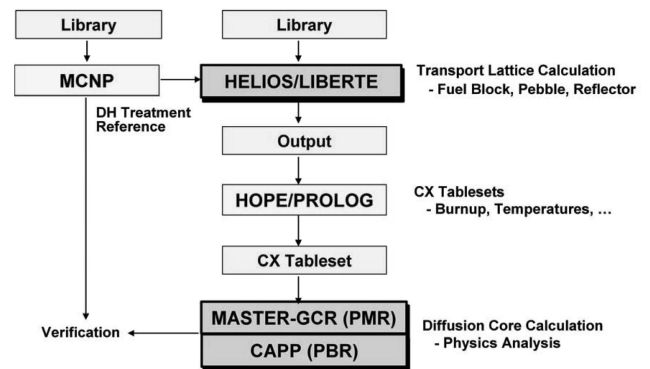 Library
Library
MCNP
HELIOS/LIBERTE
Transport Lattice Calculation
- Fuel Block, Pebble, Reflector
DH Treatment
Reference
Output
HOPE/PROLOG
CX Tablesets
- Burnup, Temperatures, ...
CX Tableset
MASTER-GCR (PMR)
Verification
CAPP (PBR)
Diffusion Core Calculation
- Physics Analysis